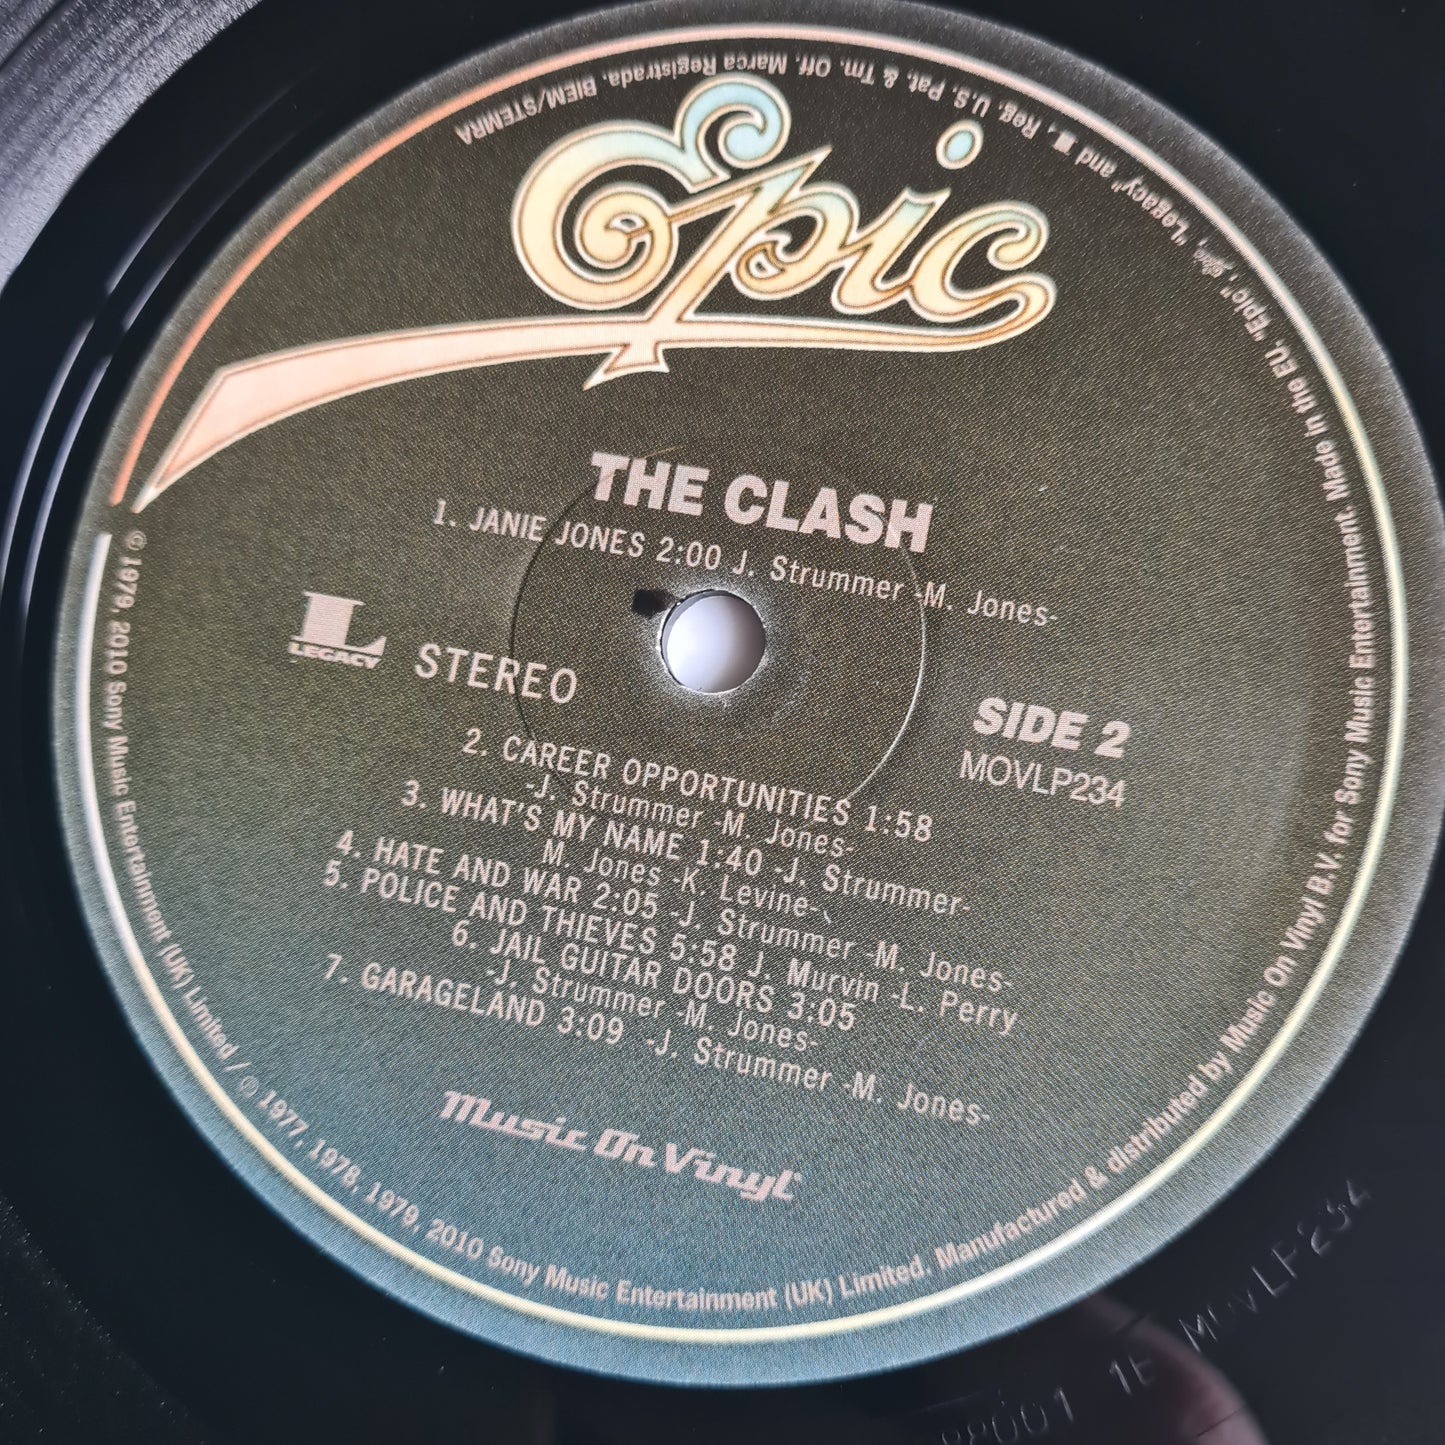 Epic
THE CLASH
1. JANIE JONES 2:00 J. Strummer -M. Jones-
L
LEGACY
STEREO
SIDE 2
MOVLP234
2. CAREER OPPORTUNITIES 1:58
-J. Strummer -M. Jones-
3. WHAT'S MY NAME 1:40 -J. Strummer-
M. Jones -K. Levine-
4. HATE AND WAR 2:05 -J. Strummer -M. Jones-
5. POLICE AND THIEVES 5:58 J. Murvin -L. Perry
6. JAIL GUITAR DOORS 3:05
-J. Strummer -M. Jones-
7. GARAGELAND 3:09 -J. Strummer -M. Jones-
Music On Vinyl
© 1979, 2010 Sony Music Entertainment (UK) Limited / ℗ 1977, 1978, 1979, 2010 Sony Music Entertainment (UK) Limited. Manufactured & distributed by Music On Vinyl B.V. for Sony Music Entertainment. Made in the EU. "Epic", "Legacy" and L, Reg. U.S. Pat. & Tm. Off. Marca Registrada. BIEM/STEMRA
1E MOVLP234